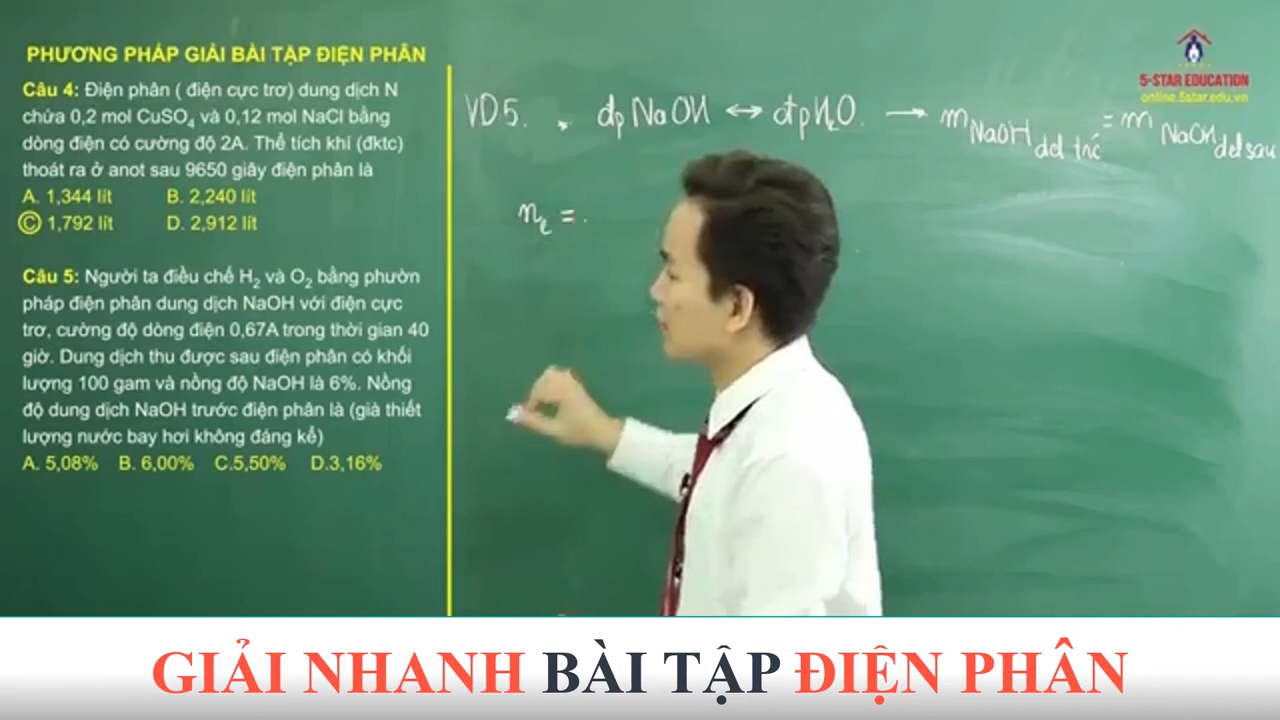 PHƯƠNG PHÁP GIẢI BÀI TẬP ĐIỆN PHÂN
Câu 4: Điện phân ( điện cực trơ) dung dịch N
chứa 0,2 mol CuSO₄ và 0,12 mol NaCl bằng
dòng điện có cường độ 2A. Thể tích khí (đktc)
thoát ra ở anot sau 9650 giây điện phân là
A. 1,344 lít B. 2,240 lít
C 1,792 lít D. 2,912 lít
Câu 5: Người ta điều chế H₂ và O₂ bằng phườn
pháp điện phân dung dịch NaOH với điện cực
trơ, cường độ dòng điện 0,67A trong thời gian 40
giờ. Dung dịch thu được sau điện phân có khối
lượng 100 gam và nồng độ NaOH là 6%. Nồng
độ dung dịch NaOH trước điện phân là (giả thiết
lượng nước bay hơi không đáng kể)
A. 5,08% B. 6,00% C.5,50% D.3,16%
VD5. đp NaOH ↔ đp H₂O. → m NaOH dd trc = m NaOH dd sau
nₑ =
5-STAR EDUCATION
online.5star.edu.vn
GIẢI NHANH BÀI TẬP ĐIỆN PHÂN